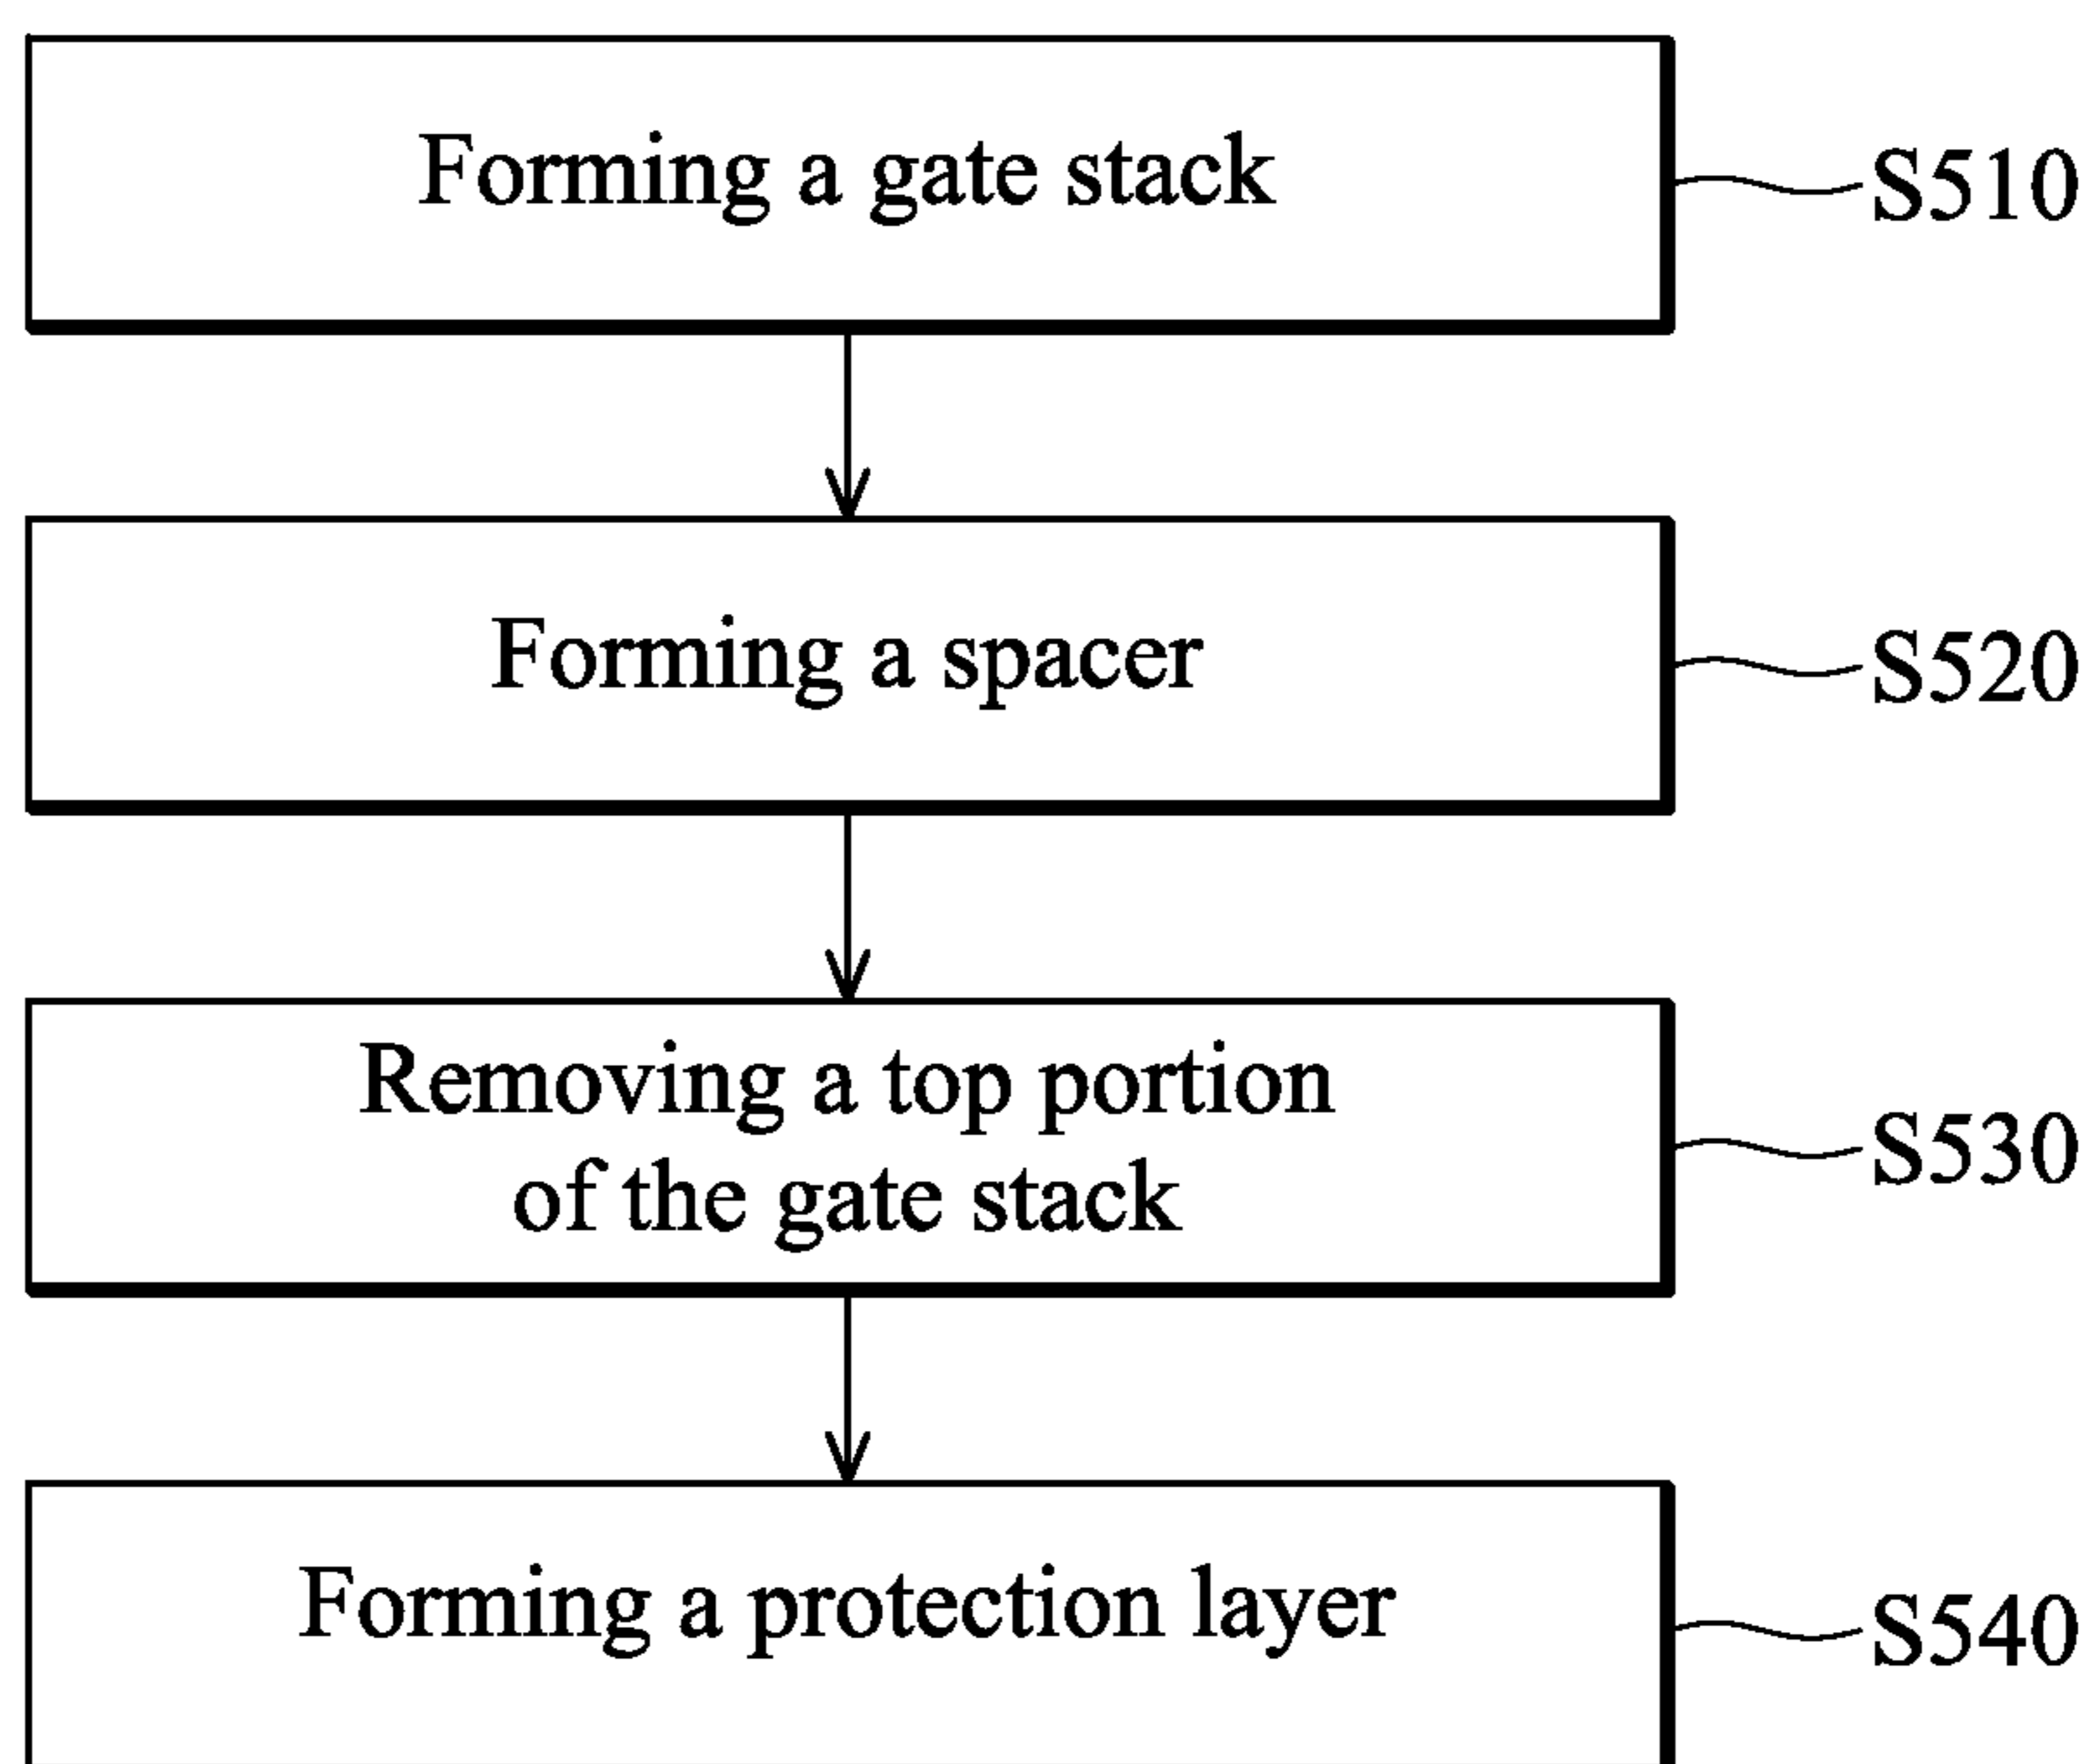 Forming a gate stack
S510
Forming a spacer
S520
Removing a top portion
of the gate stack
S530
Forming a protection layer
S540